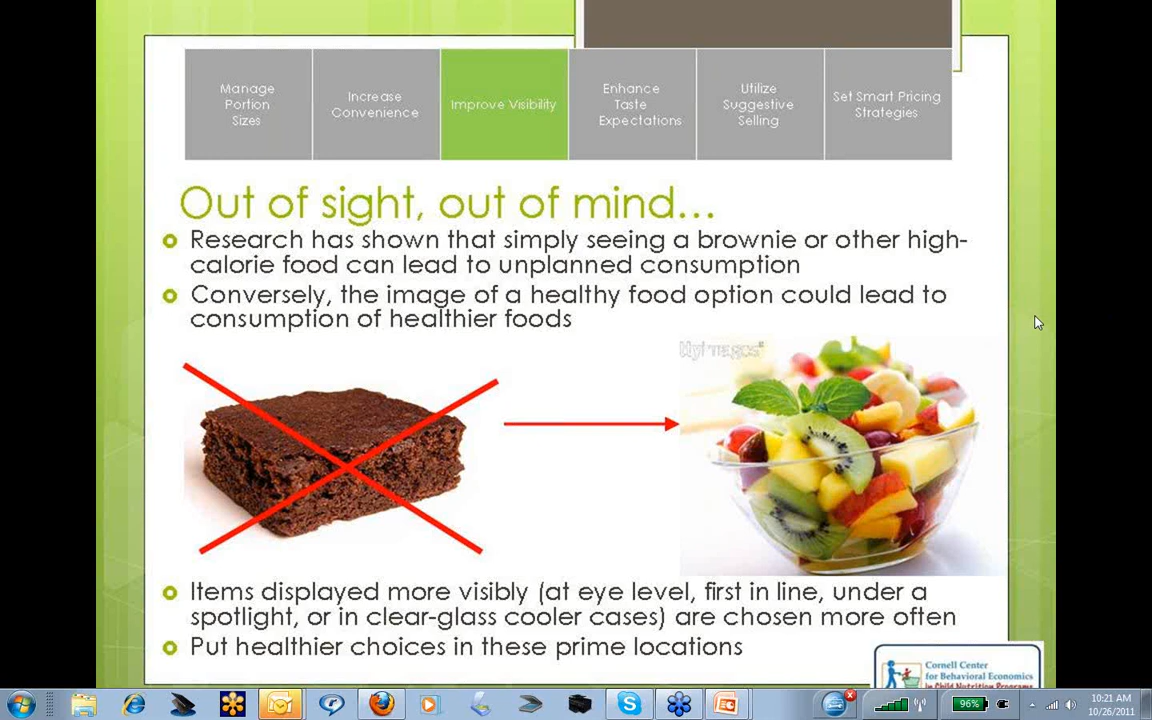 Manage
Portion
Sizes
Increase
Convenience
Improve Visibility
Enhance
Taste
Expectations
Utilize
Suggestive
Selling
Set Smart Pricing
Strategies
Out of sight, out of mind...
Research has shown that simply seeing a brownie or other high-
calorie food can lead to unplanned consumption
Conversely, the image of a healthy food option could lead to
consumption of healthier foods
Items displayed more visibly (at eye level, first in line, under a
spotlight, or in clear-glass cooler cases) are chosen more often
Put healthier choices in these prime locations
Cornell Center
for Behavioral Economics
in Child Nutrition Programs
96%
10:21 AM
10/26/2011